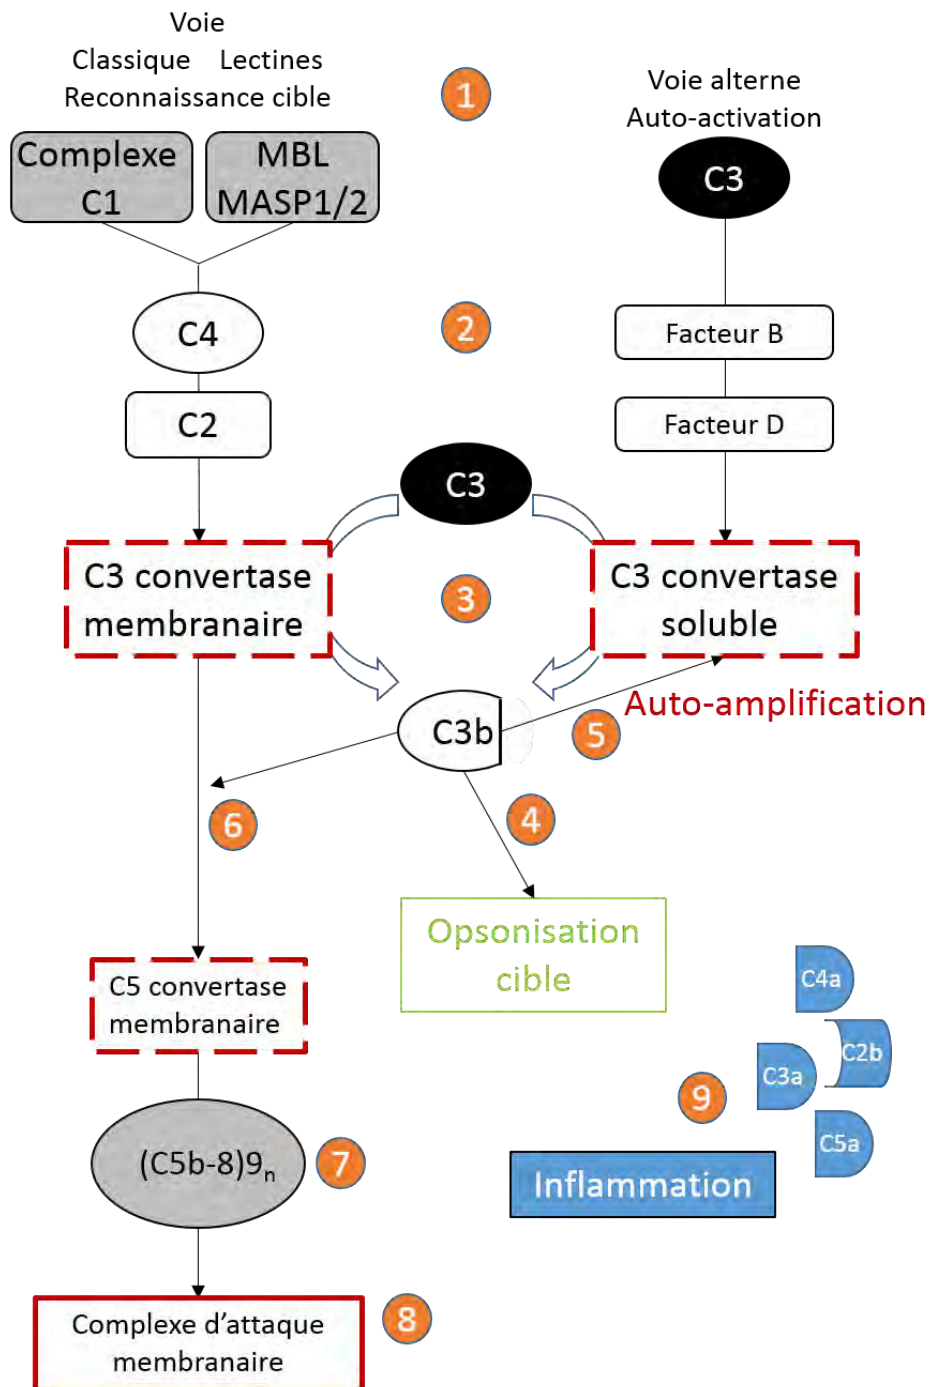 Voie
Classique Lectines
Reconnaissance cible
1
Voie alterne
Auto-activation
Complexe
C1
MBL
MASP1/2
C3
C4
2
Facteur B
C2
Facteur D
C3
C3 convertase
membranaire
3
C3 convertase
soluble
Auto-amplification
C3b
5
6
4
Opsonisation
cible
C5 convertase
membranaire
C4a
C2b
C3a
9
C5a
(C5b-8)9n
7
Inflammation
8
Complexe d'attaque
membranaire